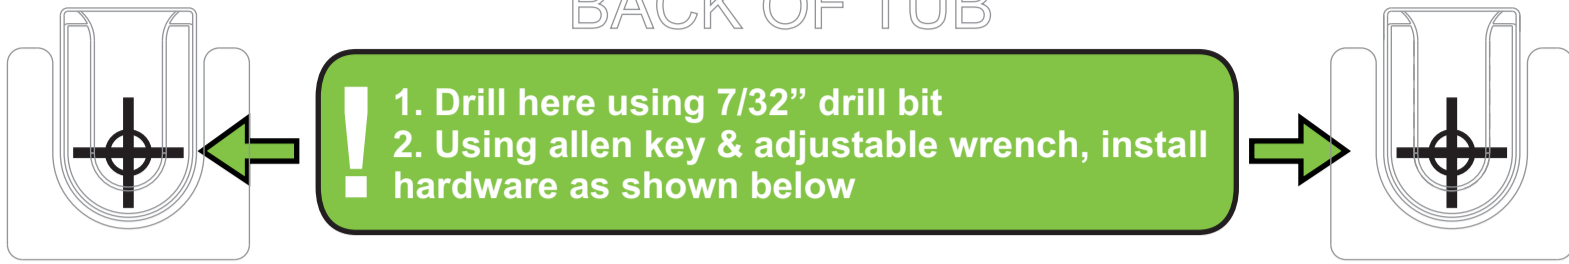 BACK OF TUB
! 1. Drill here using 7/32” drill bit
2. Using allen key & adjustable wrench, install
hardware as shown below